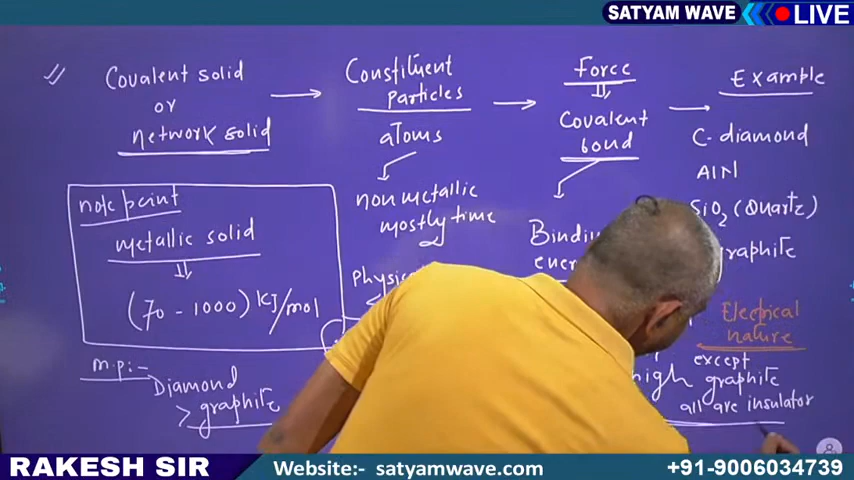 SATYAM WAVE LIVE
Covalent solid
or
network solid
Constituent
particles
atoms
non metallic
mostly time
Force
Covalent
bond
Example
C-diamond
AlN
SiO2 (Quartz)
graphite
note point
metallic solid
(70 - 1000) KJ/mol
m.p:-
Diamond
> graphite
Electrical
nature
except
high graphite
all are insulator
RAKESH SIR
Website:- satyamwave.com
+91-9006034739